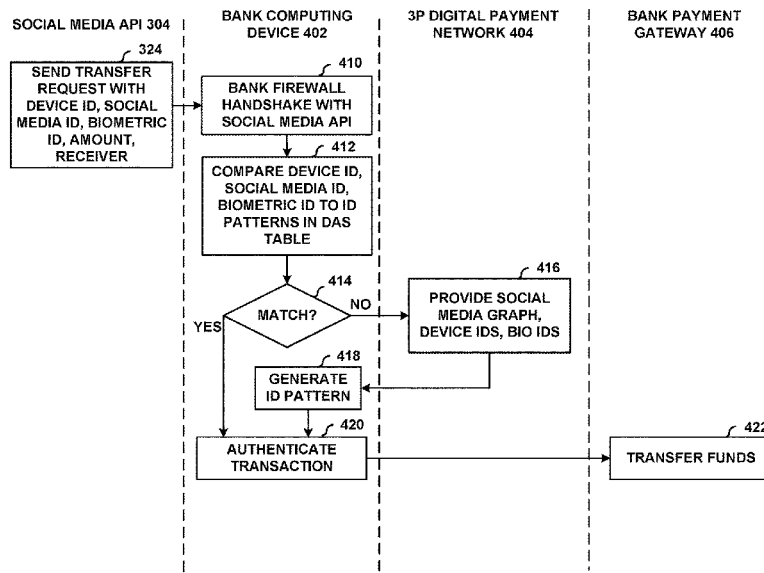 SOCIAL MEDIA API 304
BANK COMPUTING
DEVICE 402
3P DIGITAL PAYMENT
NETWORK 404
BANK PAYMENT
GATEWAY 406
324
SEND TRANSFER
REQUEST WITH
DEVICE ID, SOCIAL
MEDIA ID, BIOMETRIC
ID, AMOUNT,
RECEIVER
410
BANK FIREWALL
HANDSHAKE WITH
SOCIAL MEDIA API
412
COMPARE DEVICE ID,
SOCIAL MEDIA ID,
BIOMETRIC ID TO ID
PATTERNS IN DAS
TABLE
414
MATCH?
YES
NO
416
PROVIDE SOCIAL
MEDIA GRAPH,
DEVICE IDS, BIO IDS
418
GENERATE
ID PATTERN
420
AUTHENTICATE
TRANSACTION
422
TRANSFER FUNDS